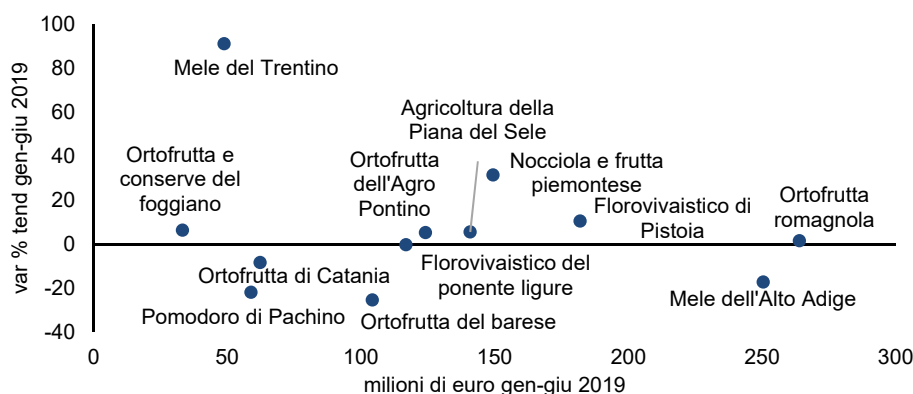 var % tend gen-giu 2019
100
80
60
40
20
0
-20
-40
Mele del Trentino
Agricoltura della
Piana del Sele
Ortofrutta e
conserve del
foggiano
Ortofrutta
dell'Agro
Pontino
Nocciola e frutta
piemontese
Florovivaistico di
Pistoia
Ortofrutta
romagnola
Ortofrutta di Catania
Florovivaistico del
ponente ligure
Mele dell'Alto Adige
Pomodoro di Pachino
Ortofrutta del barese
0
50
100
150
200
250
300
milioni di euro gen-giu 2019